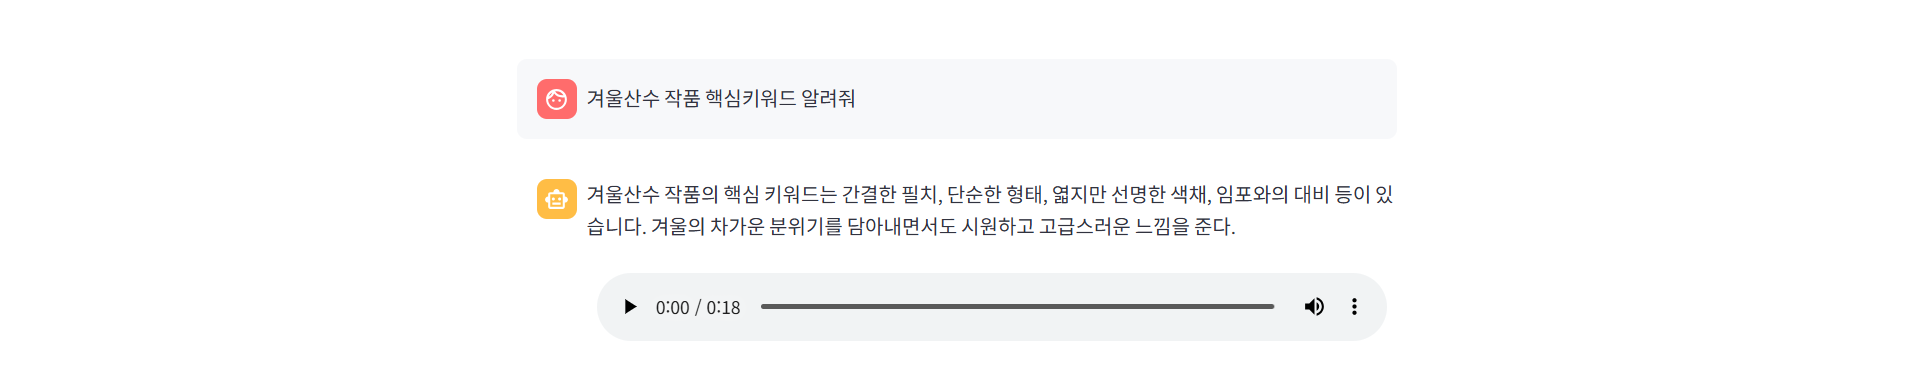 겨울산수 작품 핵심키워드 알려줘
겨울산수 작품의 핵심 키워드는 간결한 필치, 단순한 형태, 엷지만 선명한 색채, 임포와의 대비 등이 있
습니다. 겨울의 차가운 분위기를 담아내면서도 시원하고 고급스러운 느낌을 준다.
0:00 / 0:18